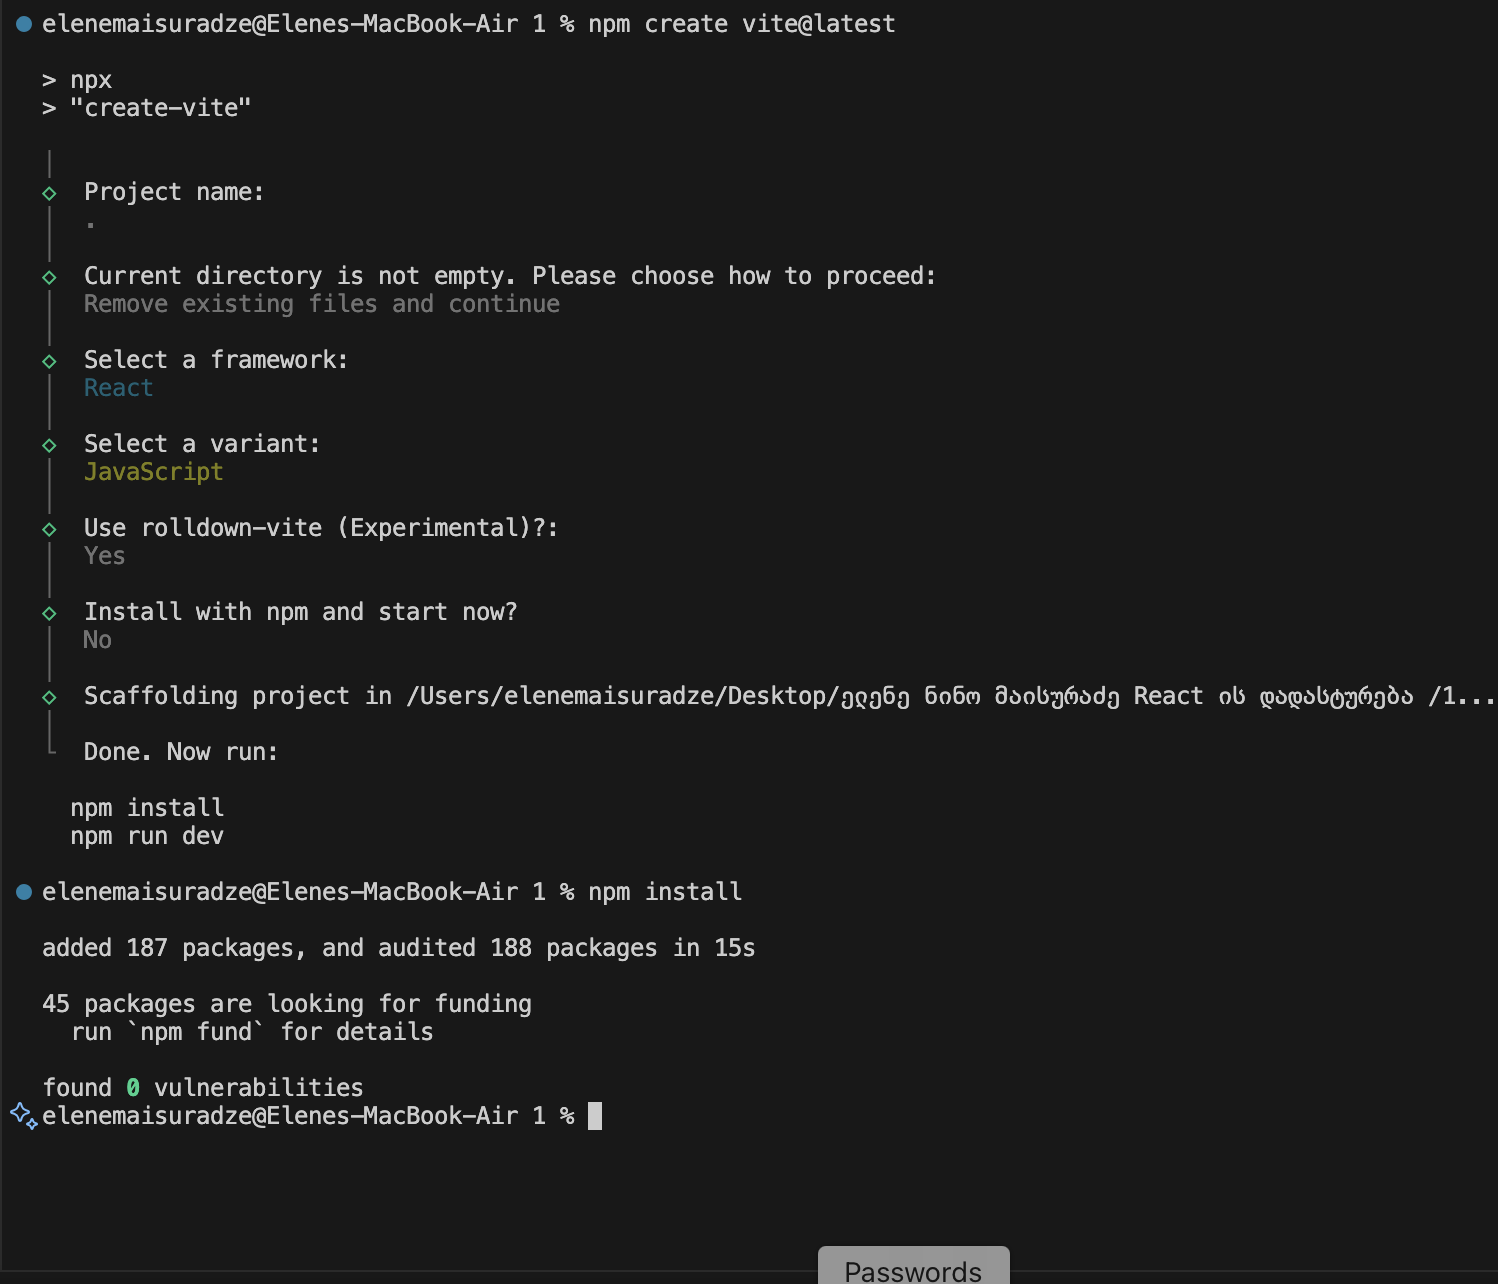 elenemaisuradze@Elenes-MacBook-Air 1 % npm create vite@latest
> npx
> "create-vite"
Project name:
.
Current directory is not empty. Please choose how to proceed:
Remove existing files and continue
Select a framework:
React
Select a variant:
JavaScript
Use rolldown-vite (Experimental)?:
Yes
Install with npm and start now?
No
Scaffolding project in /Users/elenemaisuradze/Desktop/ელენე ნინო მაისურაძე React ის დადასტურება /1...
Done. Now run:
npm install
npm run dev
elenemaisuradze@Elenes-MacBook-Air 1 % npm install
added 187 packages, and audited 188 packages in 15s
45 packages are looking for funding
run `npm fund` for details
found 0 vulnerabilities
elenemaisuradze@Elenes-MacBook-Air 1 %
Passwords